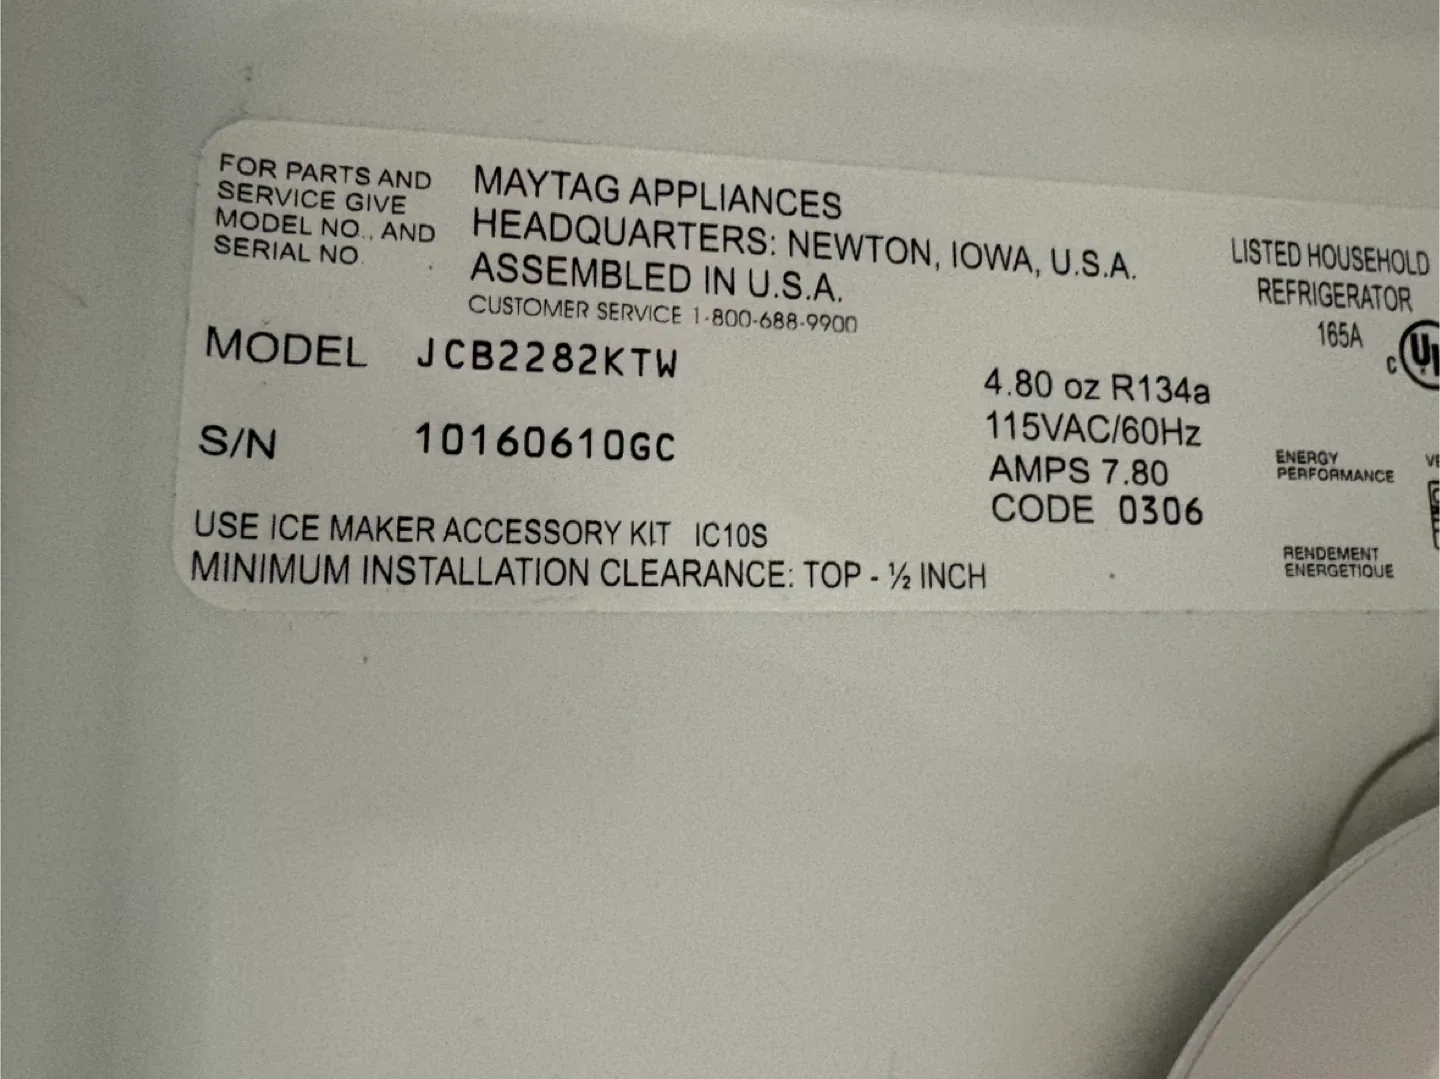 FOR PARTS AND
SERVICE GIVE
MODEL NO., AND
SERIAL NO.
MAYTAG APPLIANCES
HEADQUARTERS: NEWTON, IOWA, U.S.A.
ASSEMBLED IN U.S.A.
CUSTOMER SERVICE 1-800-688-9900
MODEL JCB2282KTW
S/N 10160610GC
USE ICE MAKER ACCESSORY KIT IC10S
MINIMUM INSTALLATION CLEARANCE: TOP - ½ INCH
4.80 oz R134a
115VAC/60Hz
AMPS 7.80
CODE 0306
LISTED HOUSEHOLD
REFRIGERATOR
165A
C UL
ENERGY
PERFORMANCE
RENDEMENT
ENERGETIQUE